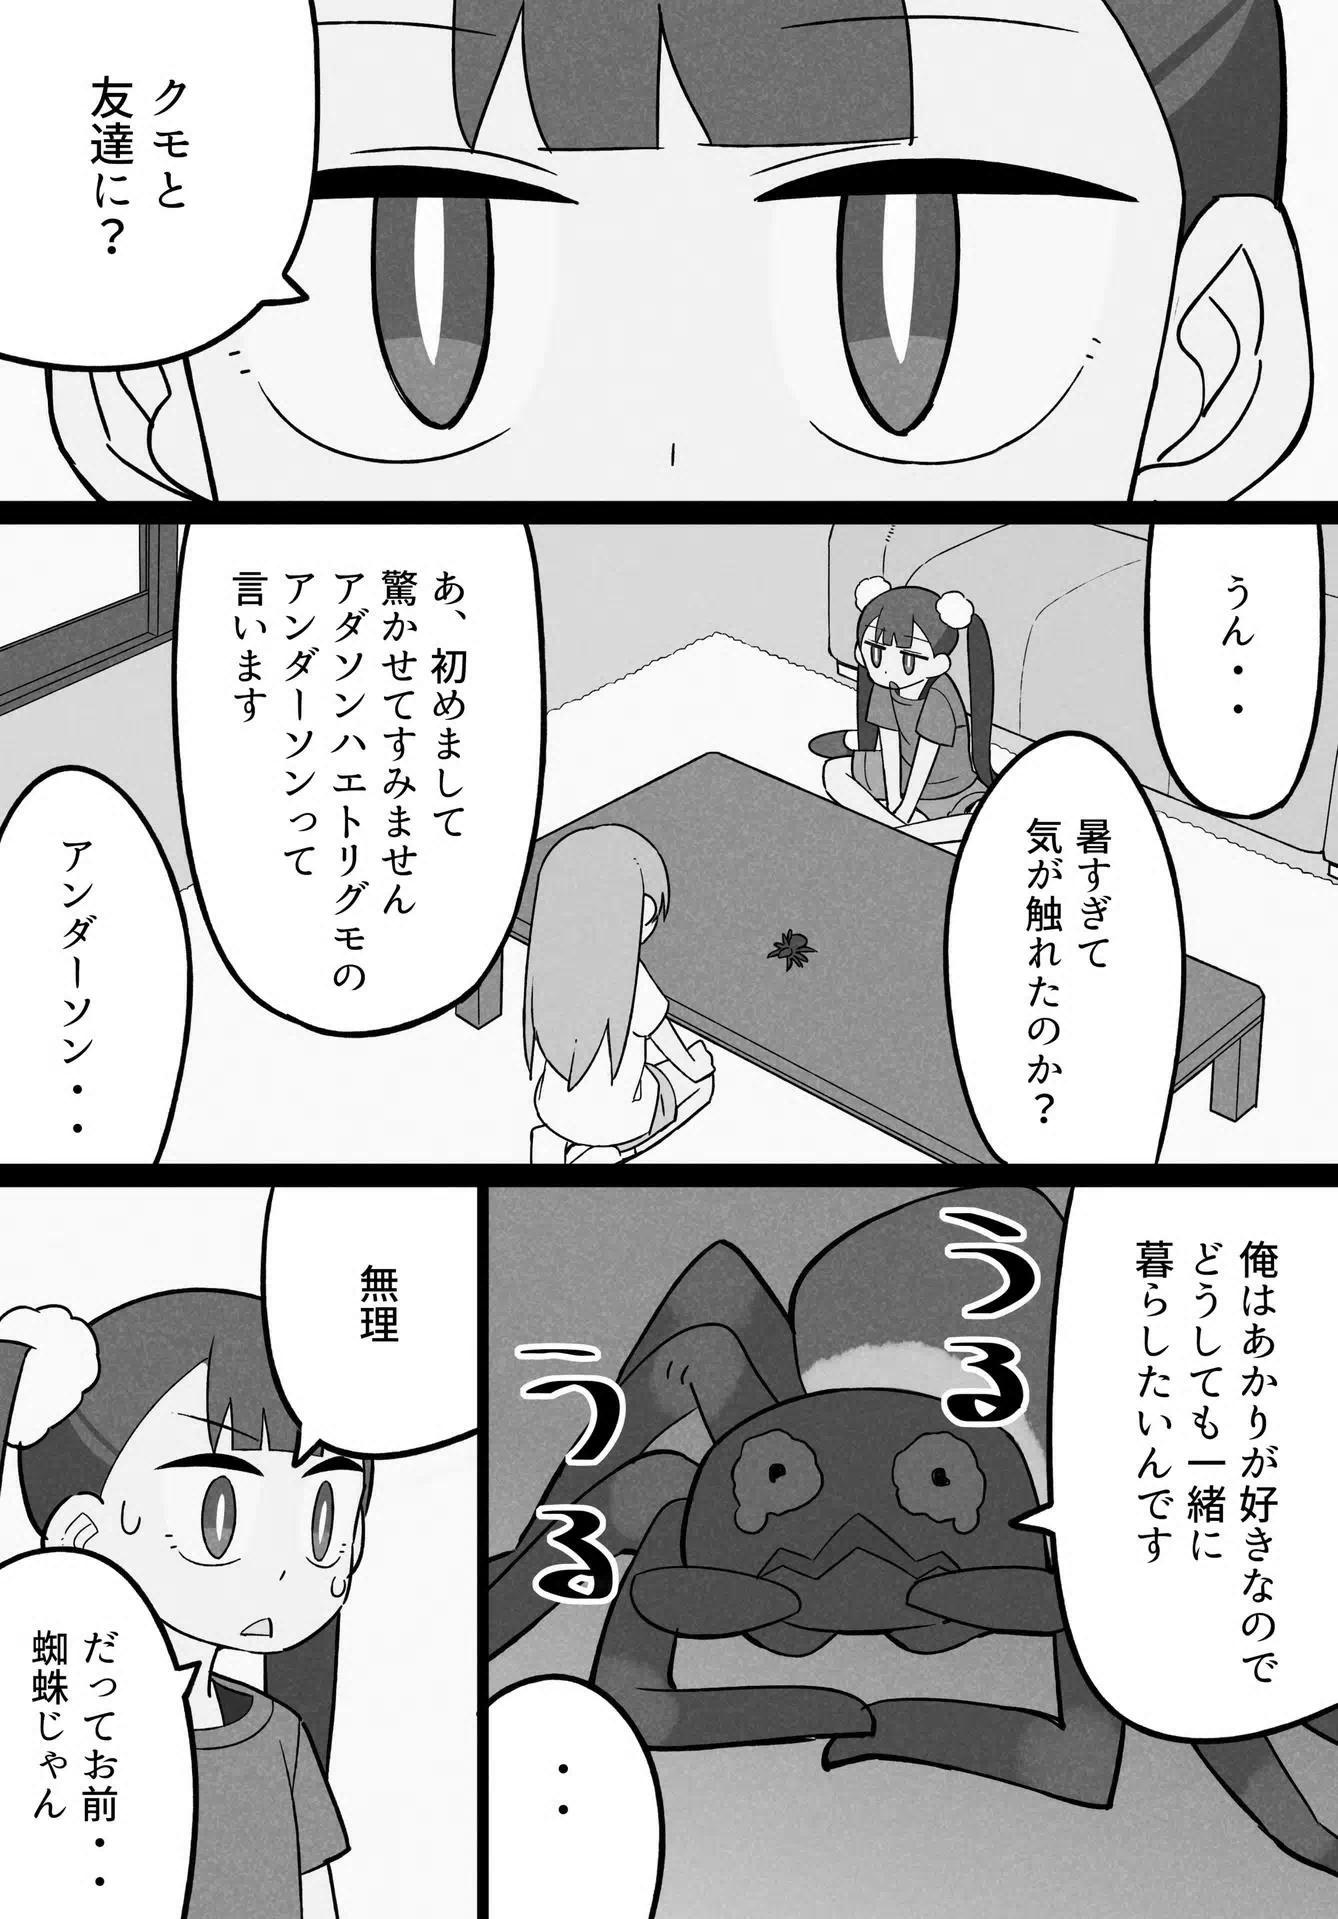 クモと
友達に？
うん・・
暑すぎて
気が触れたのか？
あ、初めまして
驚かせてすみません
アダソンハエトリグモの
アンダーソンって
言います
アンダーソン・・
俺はあかりが好きなので
どうしても一緒に
暮らしたいんです
うる
うる
・・
無理
だってお前・・
蜘蛛じゃん